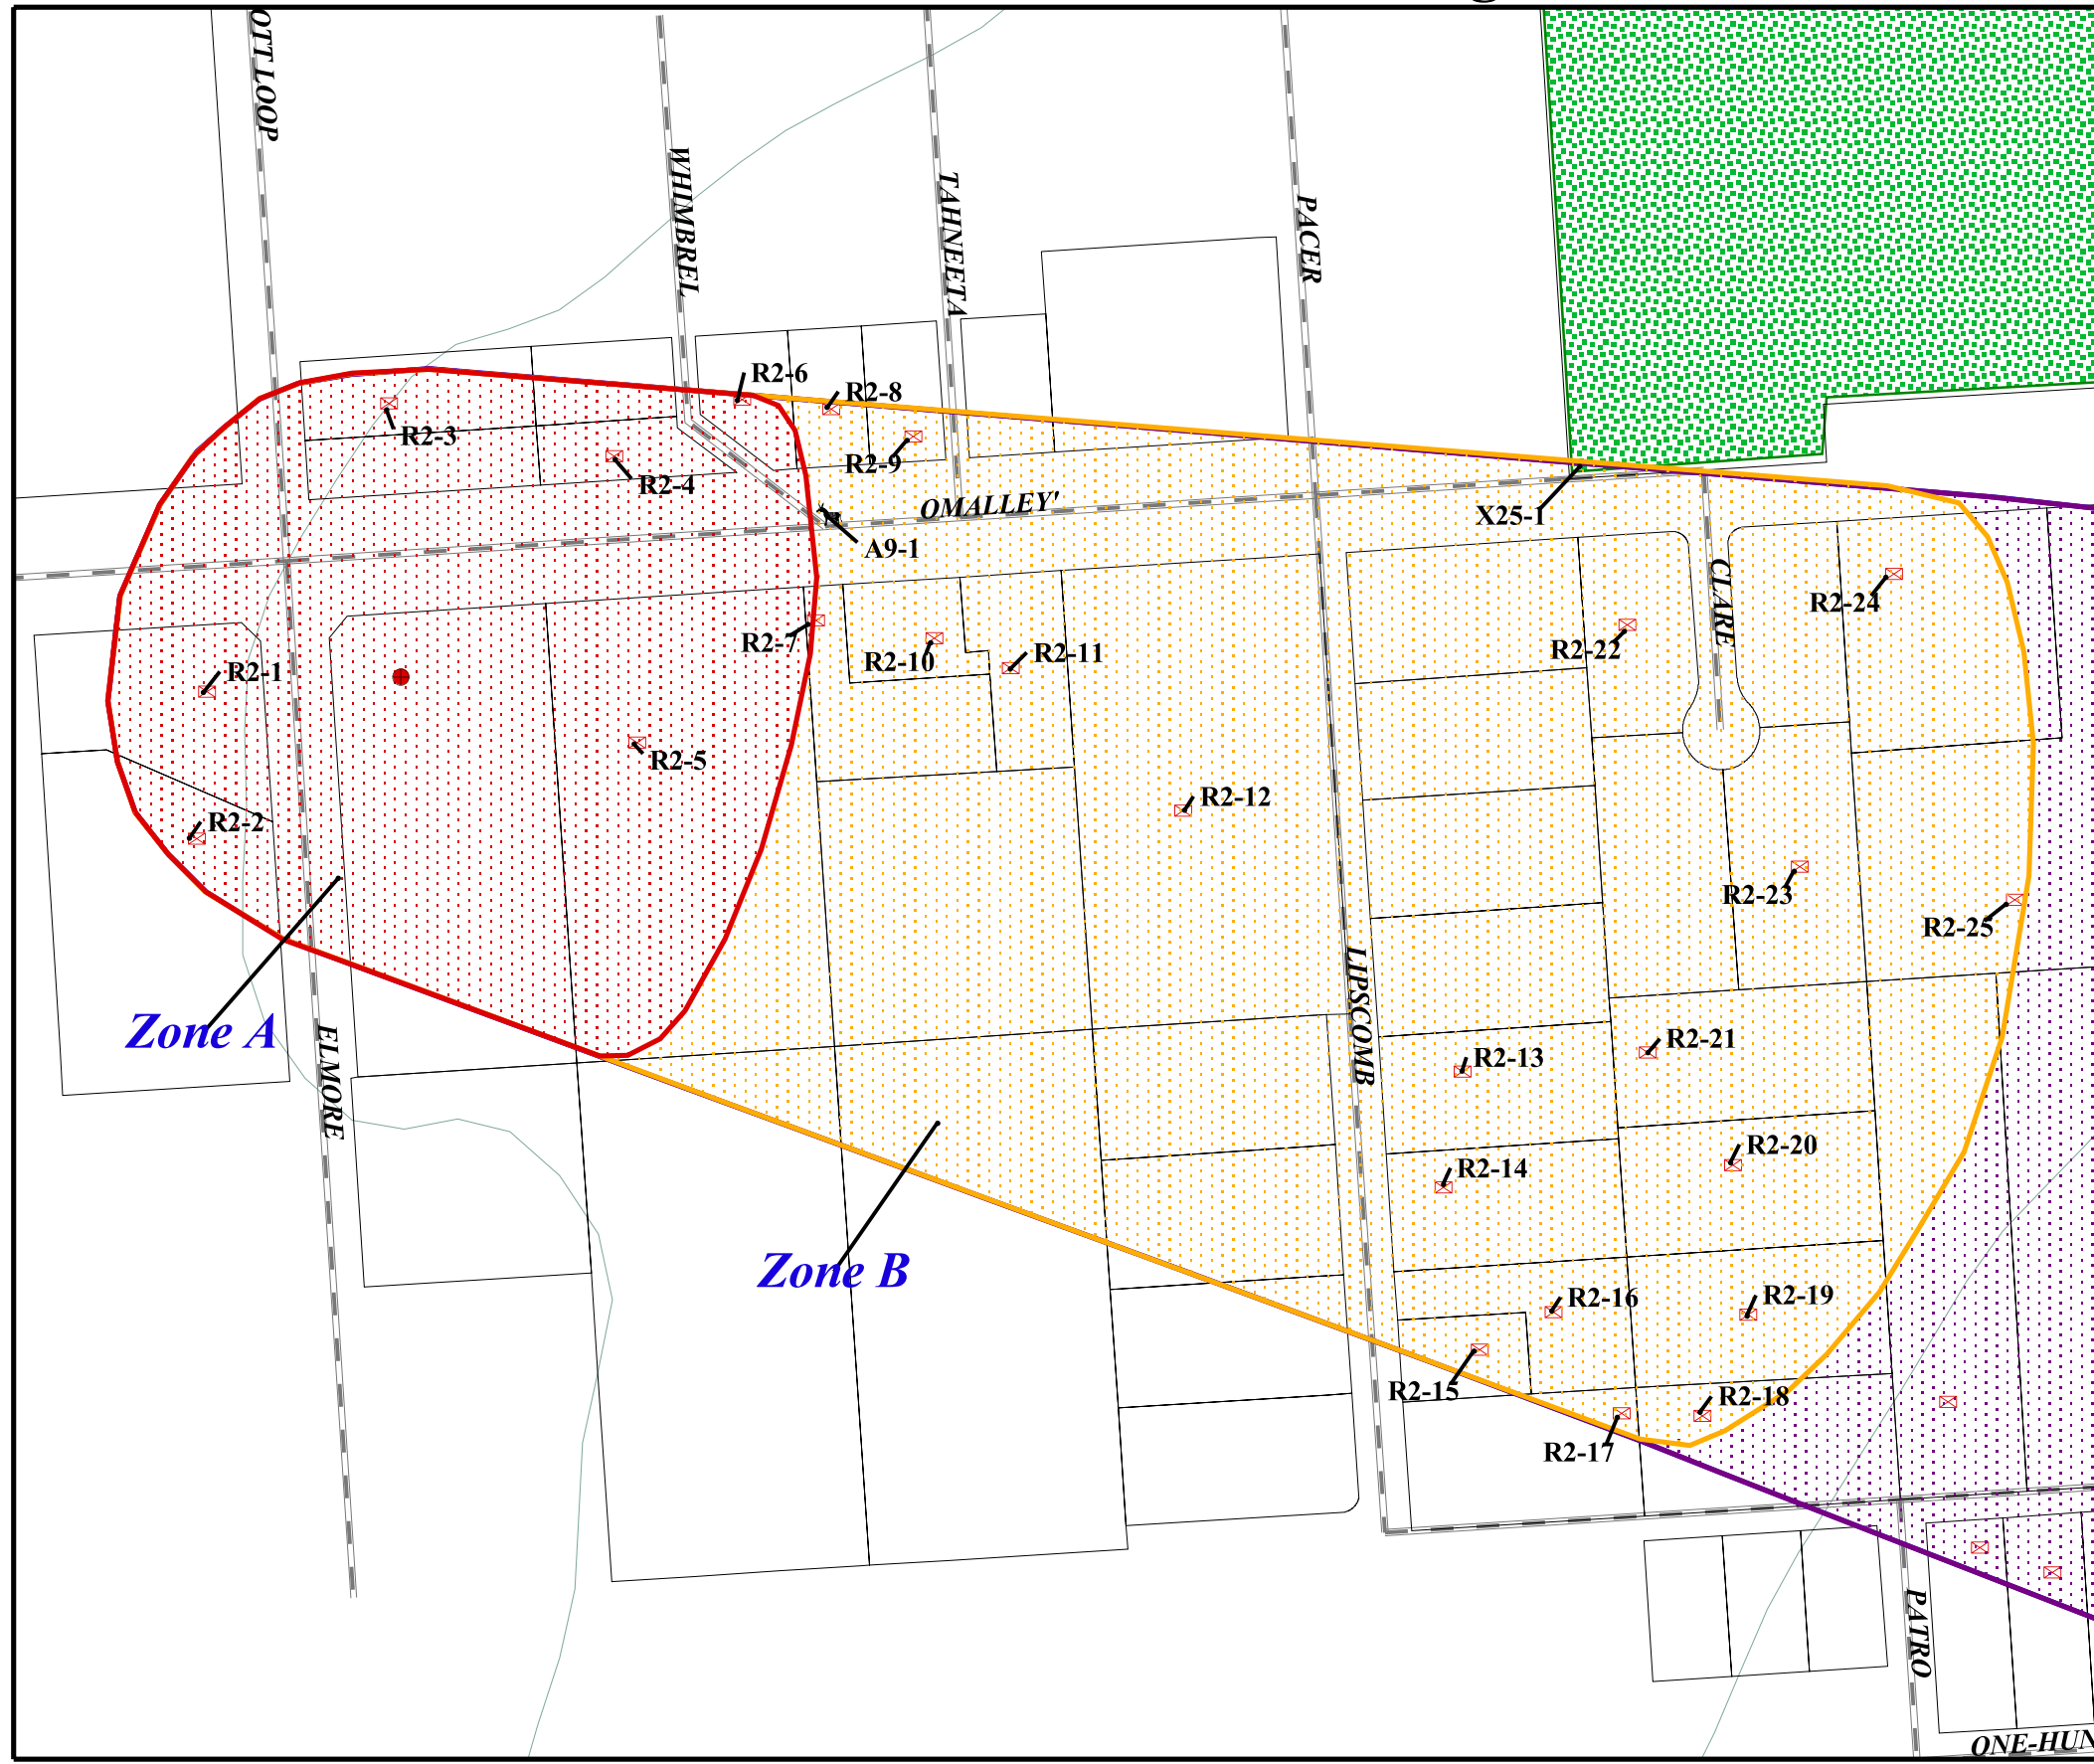 OTT LOOP
WHIMBREL
TAHNEETA
PACER
R2-6
R2-8
R2-3
R2-9
R2-4
OMALLEY'
X25-1
A9-1
CLARE
R2-24
R2-7
R2-22
R2-10
R2-11
R2-1
R2-5
R2-12
R2-2
R2-23
R2-25
LIPSCOMB
Zone A
ELMORE
R2-21
R2-13
R2-20
R2-14
Zone B
R2-16
R2-19
R2-15
R2-18
R2-17
PATRO
ONE-HUN